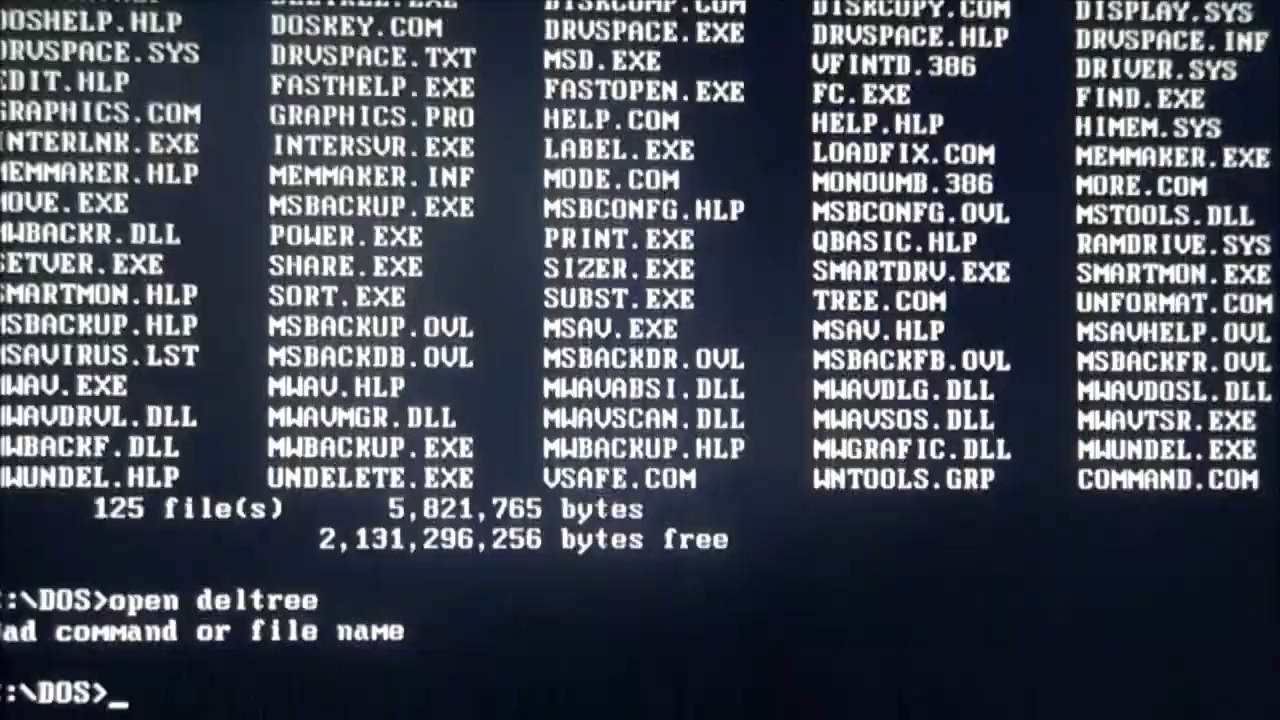 DELTREE.EXE DISKCOMP.COM DISKCOPY.COM DISPLAY.SYS
DOSHELP.HLP DOSKEY.COM DRVSPACE.EXE DRVSPACE.HLP DRVSPACE.INF
DRVSPACE.SYS DRVSPACE.TXT MSD.EXE VFINTD.386 DRIVER.SYS
EDIT.HLP FASTHELP.EXE FASTOPEN.EXE FC.EXE FIND.EXE
GRAPHICS.COM GRAPHICS.PRO HELP.COM HELP.HLP HIMEM.SYS
INTERLNK.EXE INTERSVR.EXE LABEL.EXE LOADFIX.COM MEMMAKER.EXE
MEMMAKER.HLP MEMMAKER.INF MODE.COM MONOUMB.386 MORE.COM
MOVE.EXE MSBACKUP.EXE MSBCONFG.HLP MSBCONFG.OVL MSTOOLS.DLL
MWBACKR.DLL POWER.EXE PRINT.EXE QBASIC.HLP RAMDRIVE.SYS
SETVER.EXE SHARE.EXE SIZER.EXE SMARTDRV.EXE SMARTMON.EXE
SMARTMON.HLP SORT.EXE SUBST.EXE TREE.COM UNFORMAT.COM
MSBACKUP.HLP MSBACKUP.OVL MSAV.EXE MSAV.HLP MSAVHELP.OVL
MSAVIRUS.LST MSBACKDB.OVL MSBACKDR.OVL MSBACKFB.OVL MSBACKFR.OVL
MWAV.EXE MWAV.HLP MWAVABSI.DLL MWAVDLG.DLL MWAVDOSL.DLL
MWAVDRVL.DLL MWAVMGR.DLL MWAVSCAN.DLL MWAVSOS.DLL MWAVTSR.EXE
MWBACKF.DLL MWBACKUP.EXE MWBACKUP.HLP MWGRAFIC.DLL MWUNDEL.EXE
MWUNDEL.HLP UNDELETE.EXE VSAFE.COM WNTOOLS.GRP COMMAND.COM
125 file(s) 5,821,765 bytes
2,131,296,256 bytes free
:\DOS>open deltree
ad command or file name
:\DOS>_